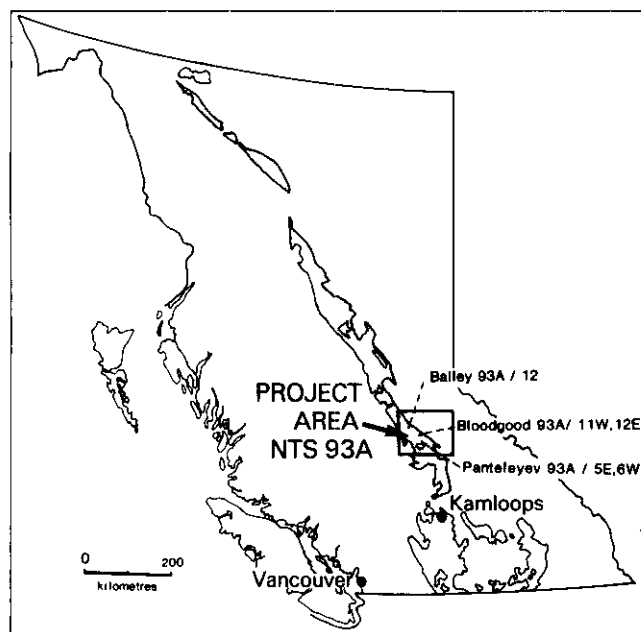 Bailey 93A / 12
PROJECT
AREA
NTS 93A
Bloodgood 93A/ 11W,12E
Panteleyev 93A / 5E,6W
Kamloops
0 200
kilometres
Vancouver